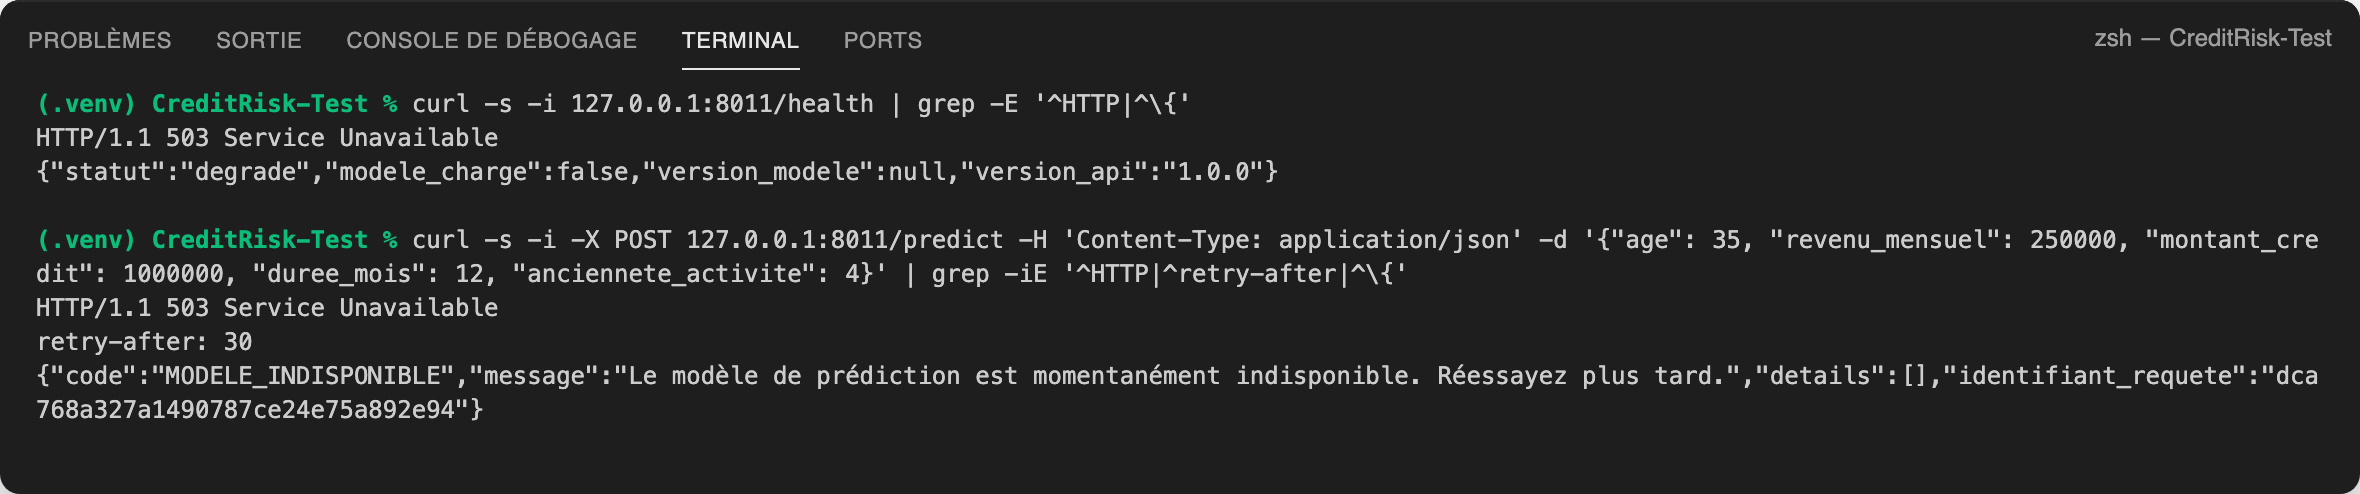 PROBLÈMES SORTIE CONSOLE DE DÉBOGAGE TERMINAL PORTS zsh — CreditRisk-Test
(.venv) CreditRisk-Test % curl -s -i 127.0.0.1:8011/health | grep -E '^HTTP|^\{'
HTTP/1.1 503 Service Unavailable
{"statut":"degrade","modele_charge":false,"version_modele":null,"version_api":"1.0.0"}
(.venv) CreditRisk-Test % curl -s -i -X POST 127.0.0.1:8011/predict -H 'Content-Type: application/json' -d '{"age": 35, "revenu_mensuel": 250000, "montant_cre
dit": 1000000, "duree_mois": 12, "anciennete_activite": 4}' | grep -iE '^HTTP|^retry-after|^\{'
HTTP/1.1 503 Service Unavailable
retry-after: 30
{"code":"MODELE_INDISPONIBLE","message":"Le modèle de prédiction est momentanément indisponible. Réessayez plus tard.","details":[],"identifiant_requete":"dca
768a327a1490787ce24e75a892e94"}